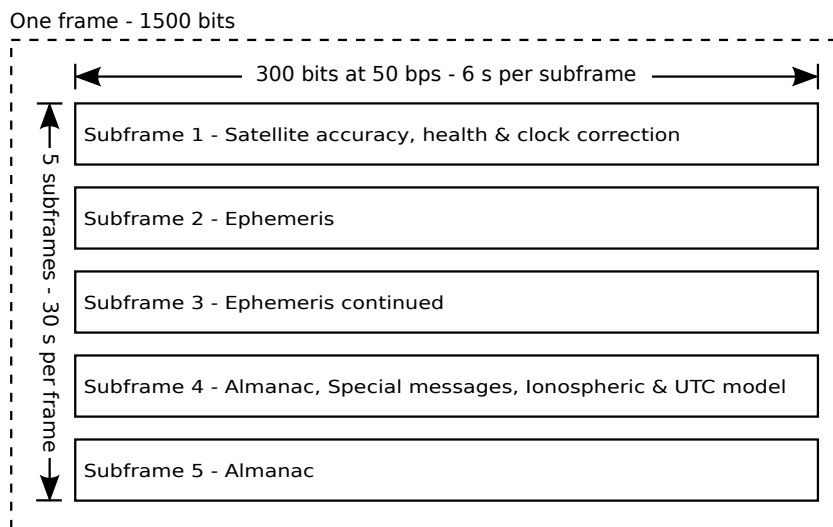 One frame - 1500 bits
300 bits at 50 bps - 6 s per subframe
5 subframes - 30 s per frame
Subframe 1 - Satellite accuracy, health & clock correction
Subframe 2 - Ephemeris
Subframe 3 - Ephemeris continued
Subframe 4 - Almanac, Special messages, Ionospheric & UTC model
Subframe 5 - Almanac